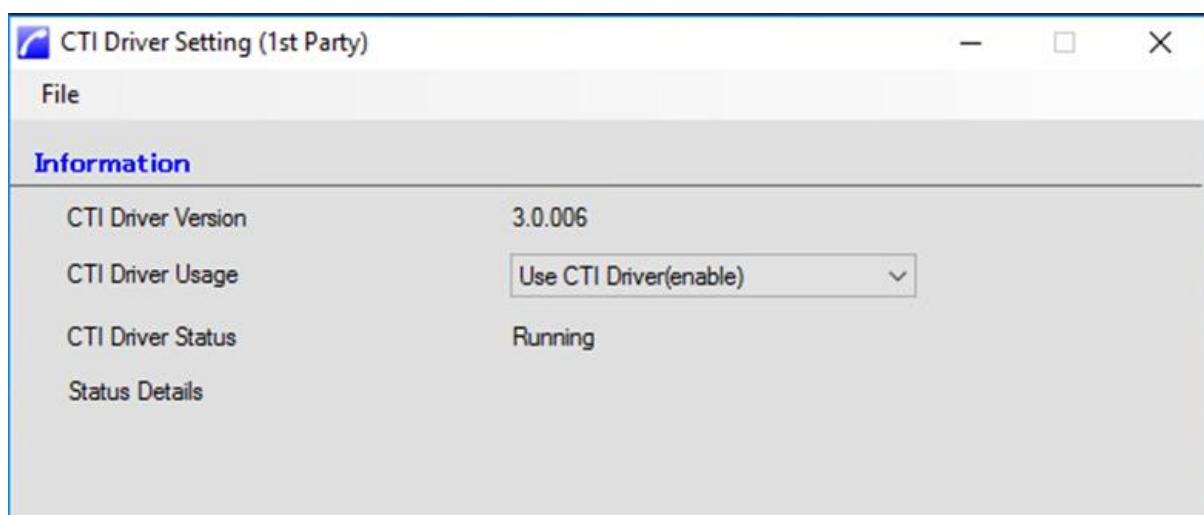 CTI Driver Setting (1st Party)
File
Information
CTI Driver Version 3.0.006
CTI Driver Usage Use CTI Driver(enable)
CTI Driver Status Running
Status Details